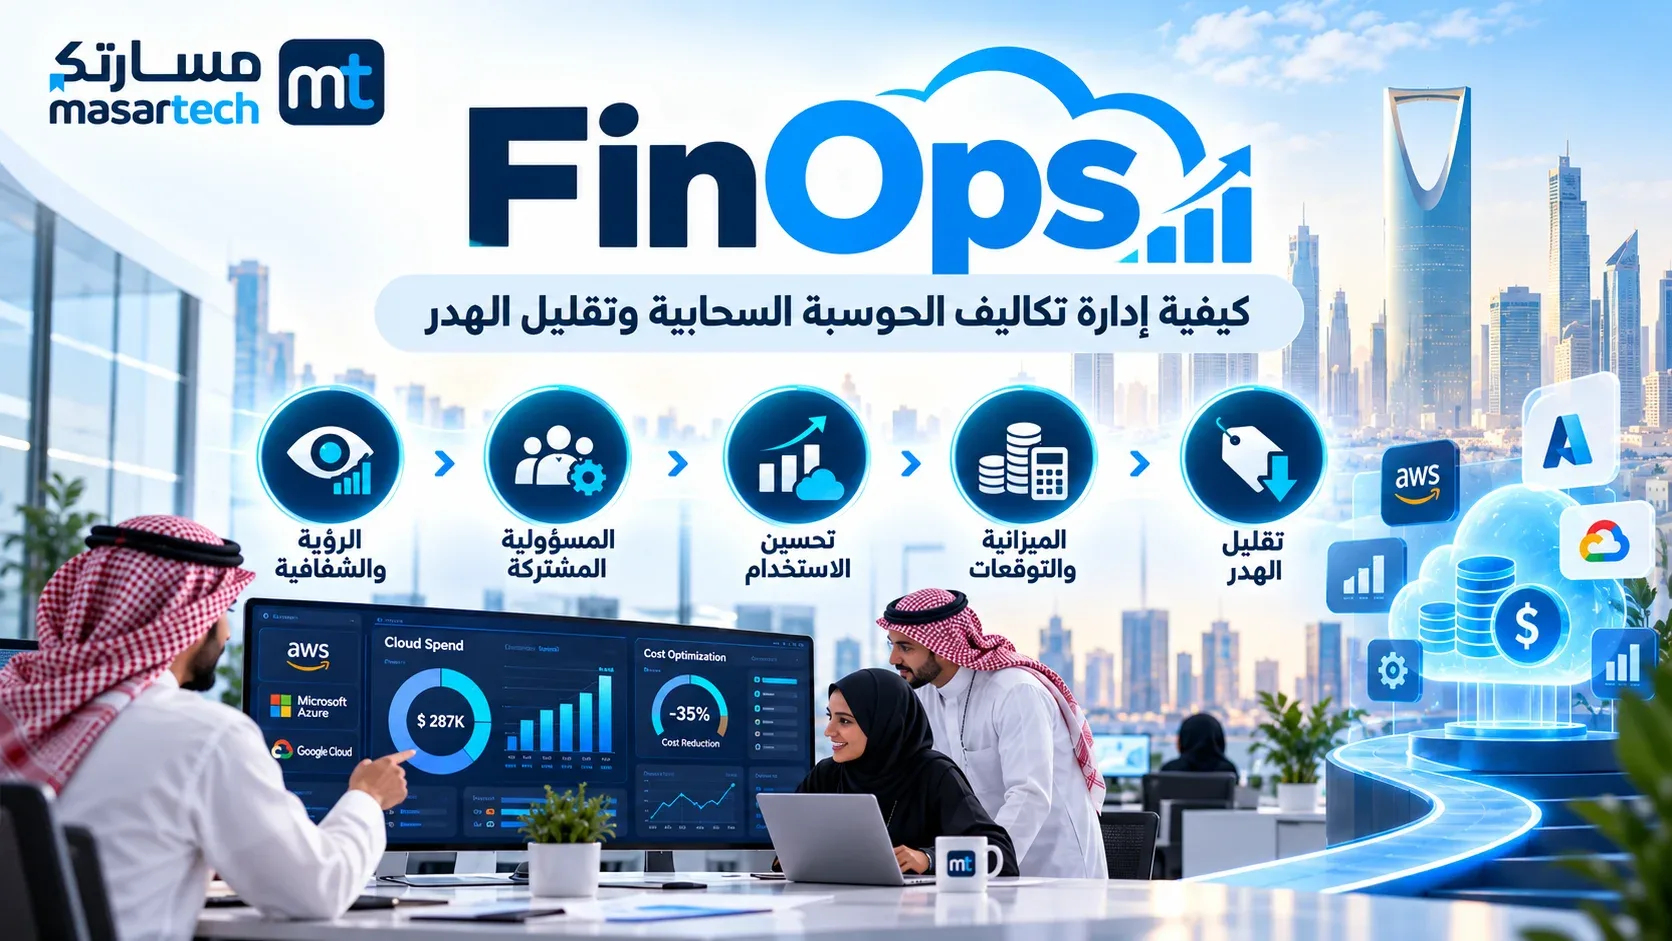 مسارتك
masartech
mt
FinOps
كيفية إدارة تكاليف الحوسبة السحابية وتقليل الهدر
الرؤية
والشفافية
المسؤولية
المشتركة
تحسين
الاستخدام
الميزانية
والتوقعات
تقليل
الهدر
aws
Microsoft
Azure
Google Cloud
Cloud Spend
$ 287K
Cost Optimization
-35%
Cost Reduction
mt
aws
$